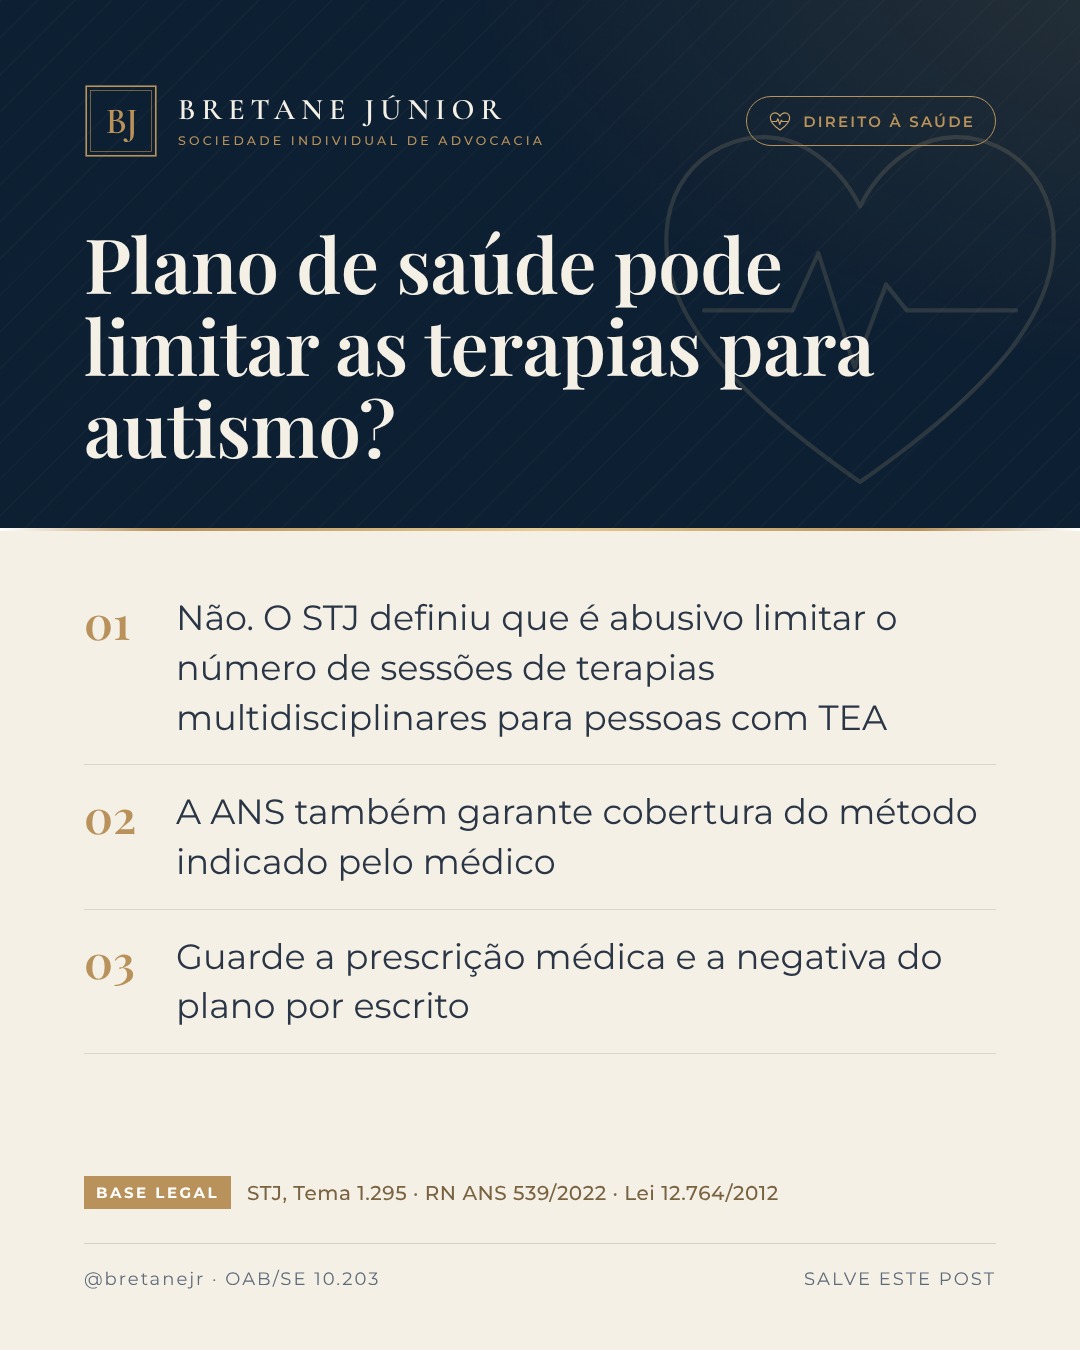 BJ
BRETANE JÚNIOR
SOCIEDADE INDIVIDUAL DE ADVOCACIA
DIREITO À SAÚDE
Plano de saúde pode
limitar as terapias para
autismo?
01
Não. O STJ definiu que é abusivo limitar o
número de sessões de terapias
multidisciplinares para pessoas com TEA
02
A ANS também garante cobertura do método
indicado pelo médico
03
Guarde a prescrição médica e a negativa do
plano por escrito
BASE LEGAL
STJ, Tema 1.295 · RN ANS 539/2022 · Lei 12.764/2012
@bretanejr · OAB/SE 10.203
SALVE ESTE POST